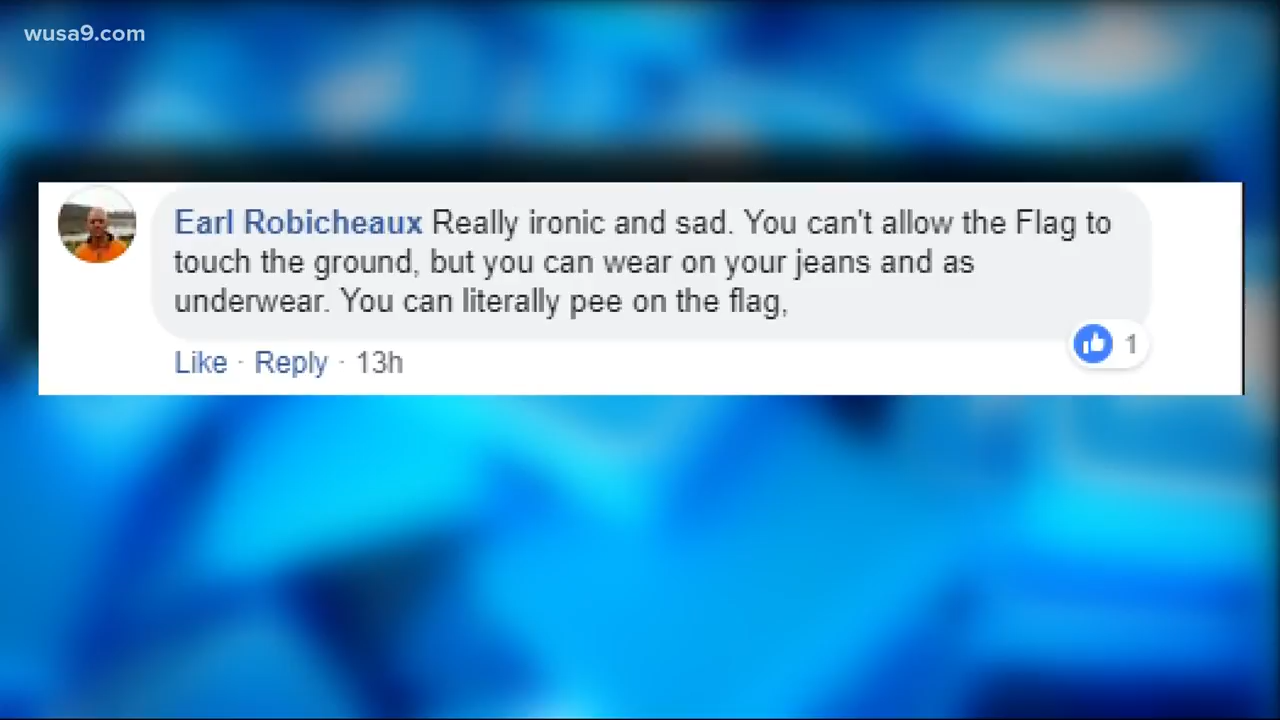 wusa9.com
Earl Robicheaux Really ironic and sad. You can't allow the Flag to
touch the ground, but you can wear on your jeans and as
underwear. You can literally pee on the flag,
1
Like · Reply · 13h